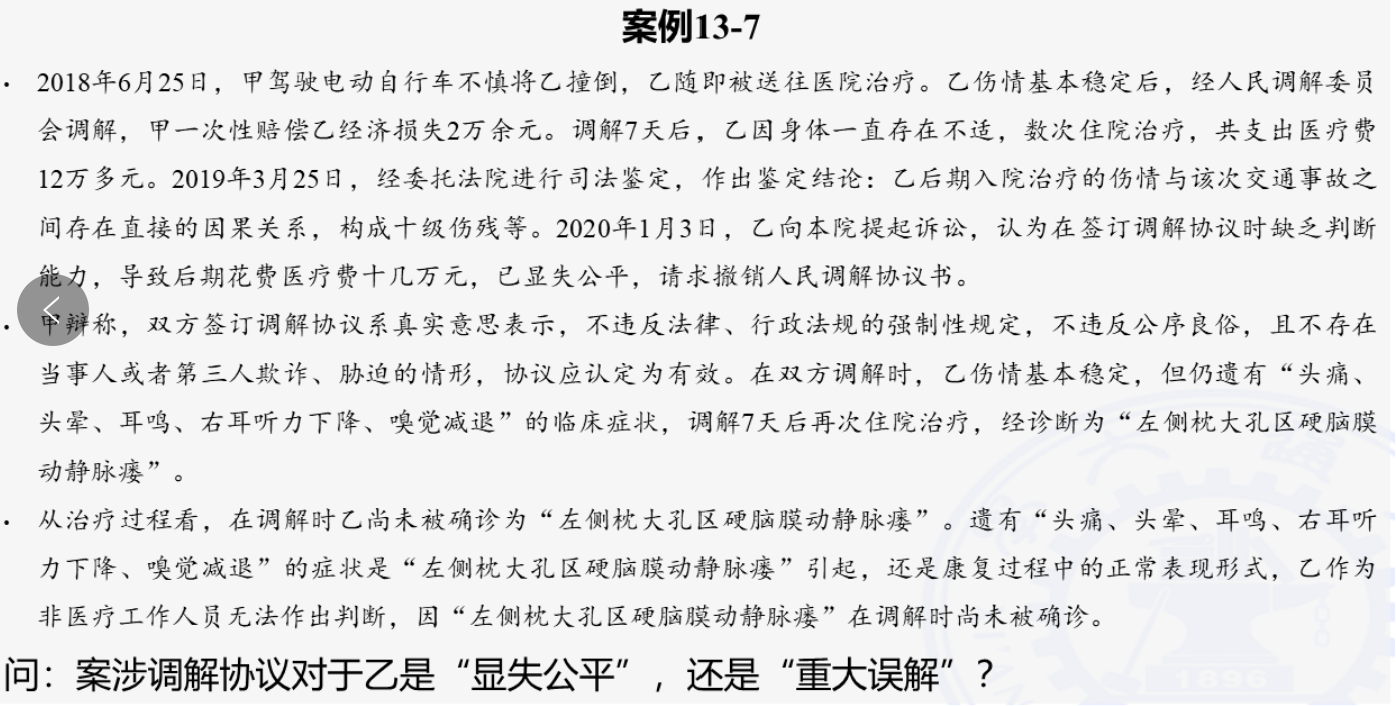 案例13-7
· 2018年6月25日，甲驾驶电动自行车不慎将乙撞倒，乙随即被送往医院治疗。乙伤情基本稳定后，经人民调解委员
会调解，甲一次性赔偿乙经济损失2万余元。调解7天后，乙因身体一直存在不适，数次住院治疗，共支出医疗费
12万多元。2019年3月25日，经委托法院进行司法鉴定，作出鉴定结论：乙后期入院治疗的伤情与该次交通事故之
间存在直接的因果关系，构成十级伤残等。2020年1月3日，乙向本院提起诉讼，认为在签订调解协议时缺乏判断
能力，导致后期花费医疗费十几万元，已显失公平，请求撤销人民调解协议书。
· 甲辩称，双方签订调解协议系真实意思表示，不违反法律、行政法规的强制性规定，不违反公序良俗，且不存在
当事人或者第三人欺诈、胁迫的情形，协议应认定为有效。在双方调解时，乙伤情基本稳定，但仍遗有“头痛、
头晕、耳鸣、右耳听力下降、嗅觉减退”的临床症状，调解7天后再次住院治疗，经诊断为“左侧枕大孔区硬脑膜
动静脉瘘”。
· 从治疗过程看，在调解时乙尚未被确诊为“左侧枕大孔区硬脑膜动静脉瘘”。遗有“头痛、头晕、耳鸣、右耳听
力下降、嗅觉减退”的症状是“左侧枕大孔区硬脑膜动静脉瘘”引起，还是康复过程中的正常表现形式，乙作为
非医疗工作人员无法作出判断，因“左侧枕大孔区硬脑膜动静脉瘘”在调解时尚未被确诊。
问：案涉调解协议对于乙是“显失公平”，还是“重大误解”？
1896